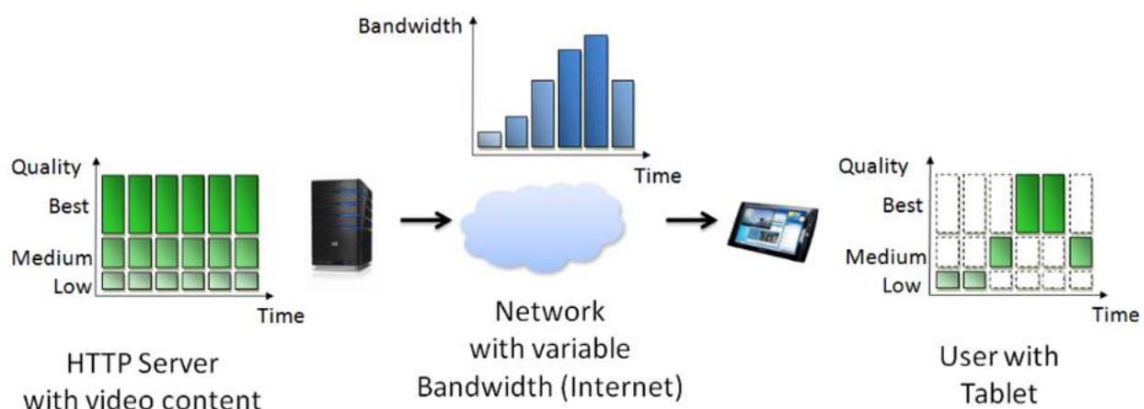 Bandwidth
Time
Quality
Best
Medium
Low
Time
HTTP Server
with video content
Network
with variable
Bandwidth (Internet)
Quality
Best
Medium
Low
Time
User with
Tablet